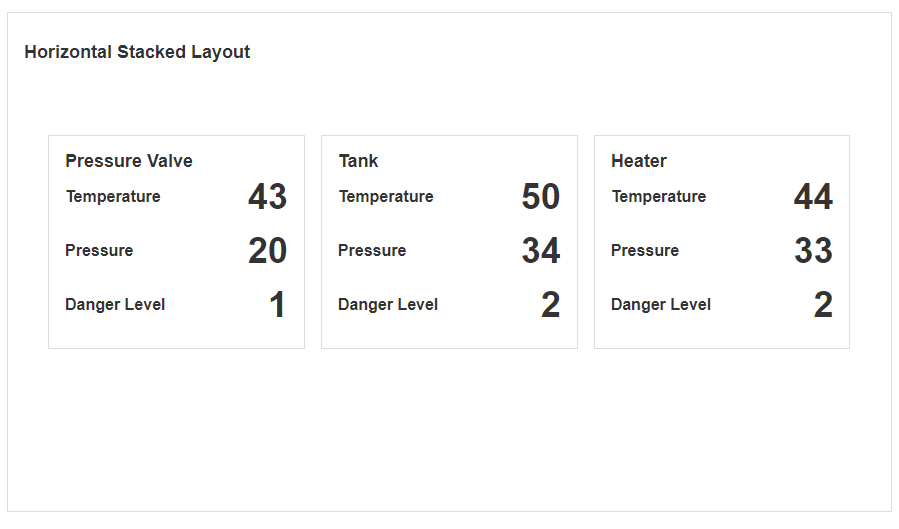 Horizontal Stacked Layout
Pressure Valve
Temperature 43
Pressure 20
Danger Level 1
Tank
Temperature 50
Pressure 34
Danger Level 2
Heater
Temperature 44
Pressure 33
Danger Level 2